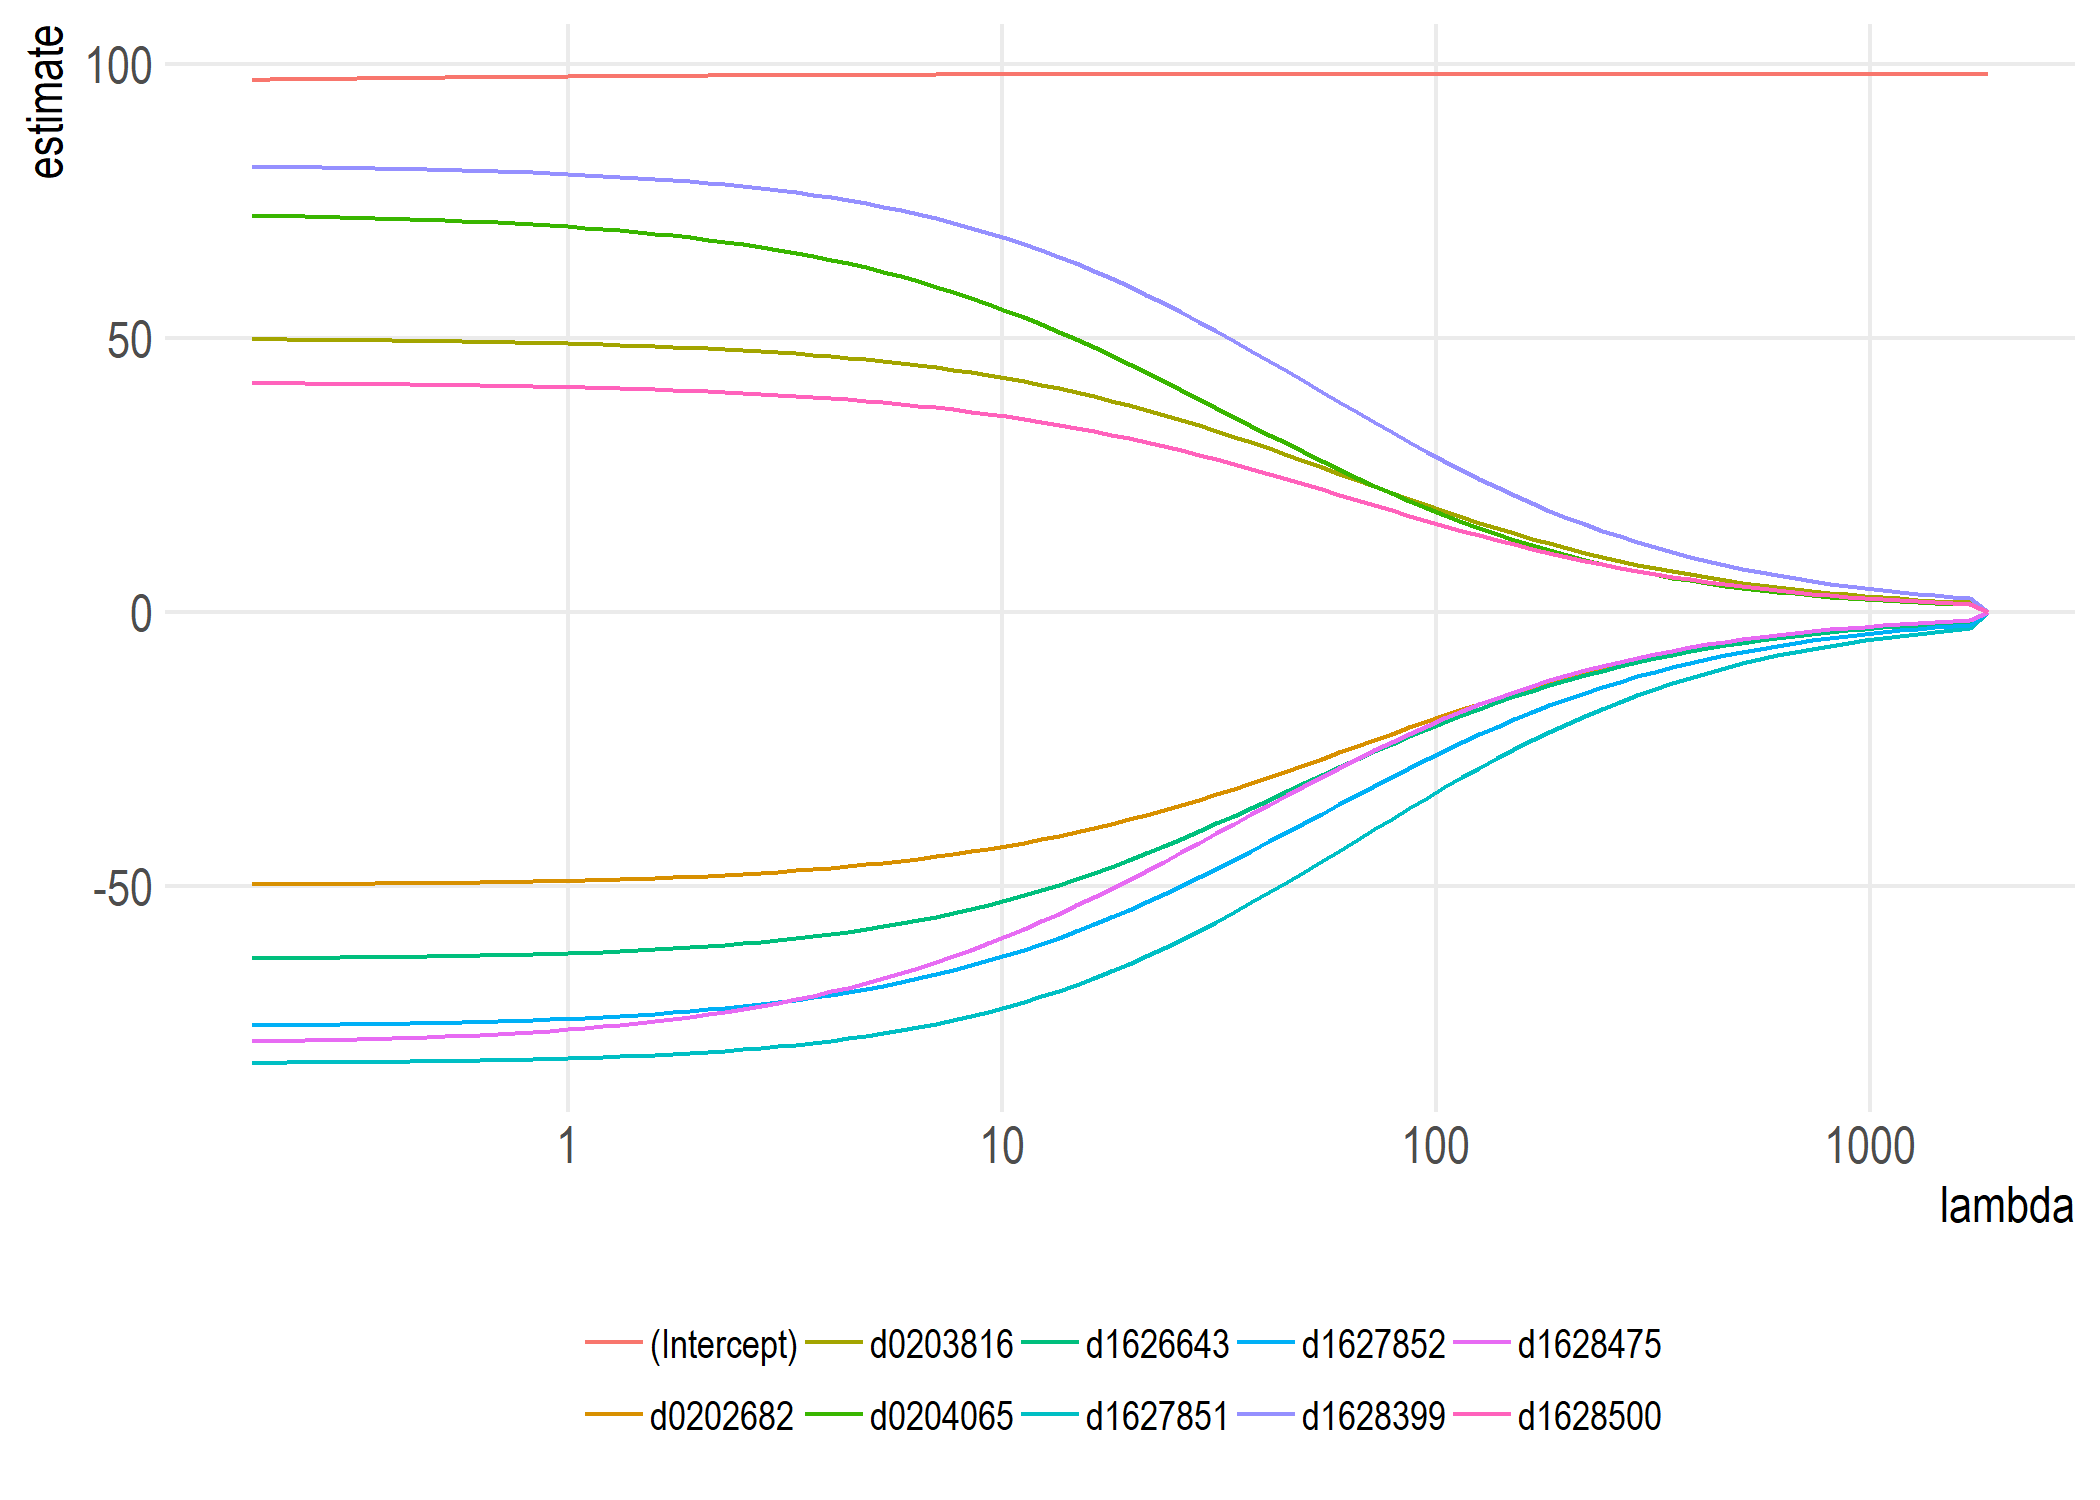 estimate
100
50
0
-50
1 10 100 1000
lambda
(Intercept) d0203816 d1626643 d1627852 d1628475
d0202682 d0204065 d1627851 d1628399 d1628500